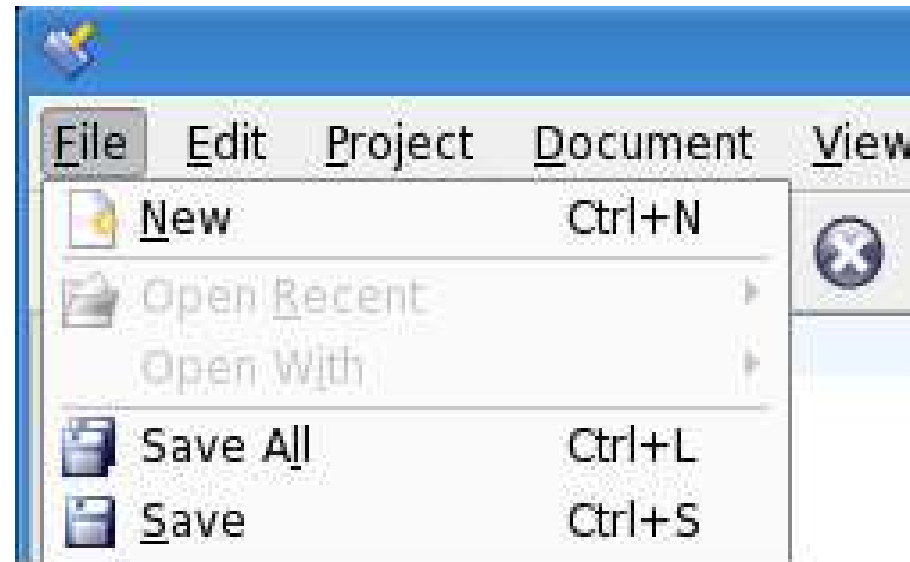 File Edit Project Document View
New Ctrl+N
Open Recent
Open With
Save All Ctrl+L
Save Ctrl+S